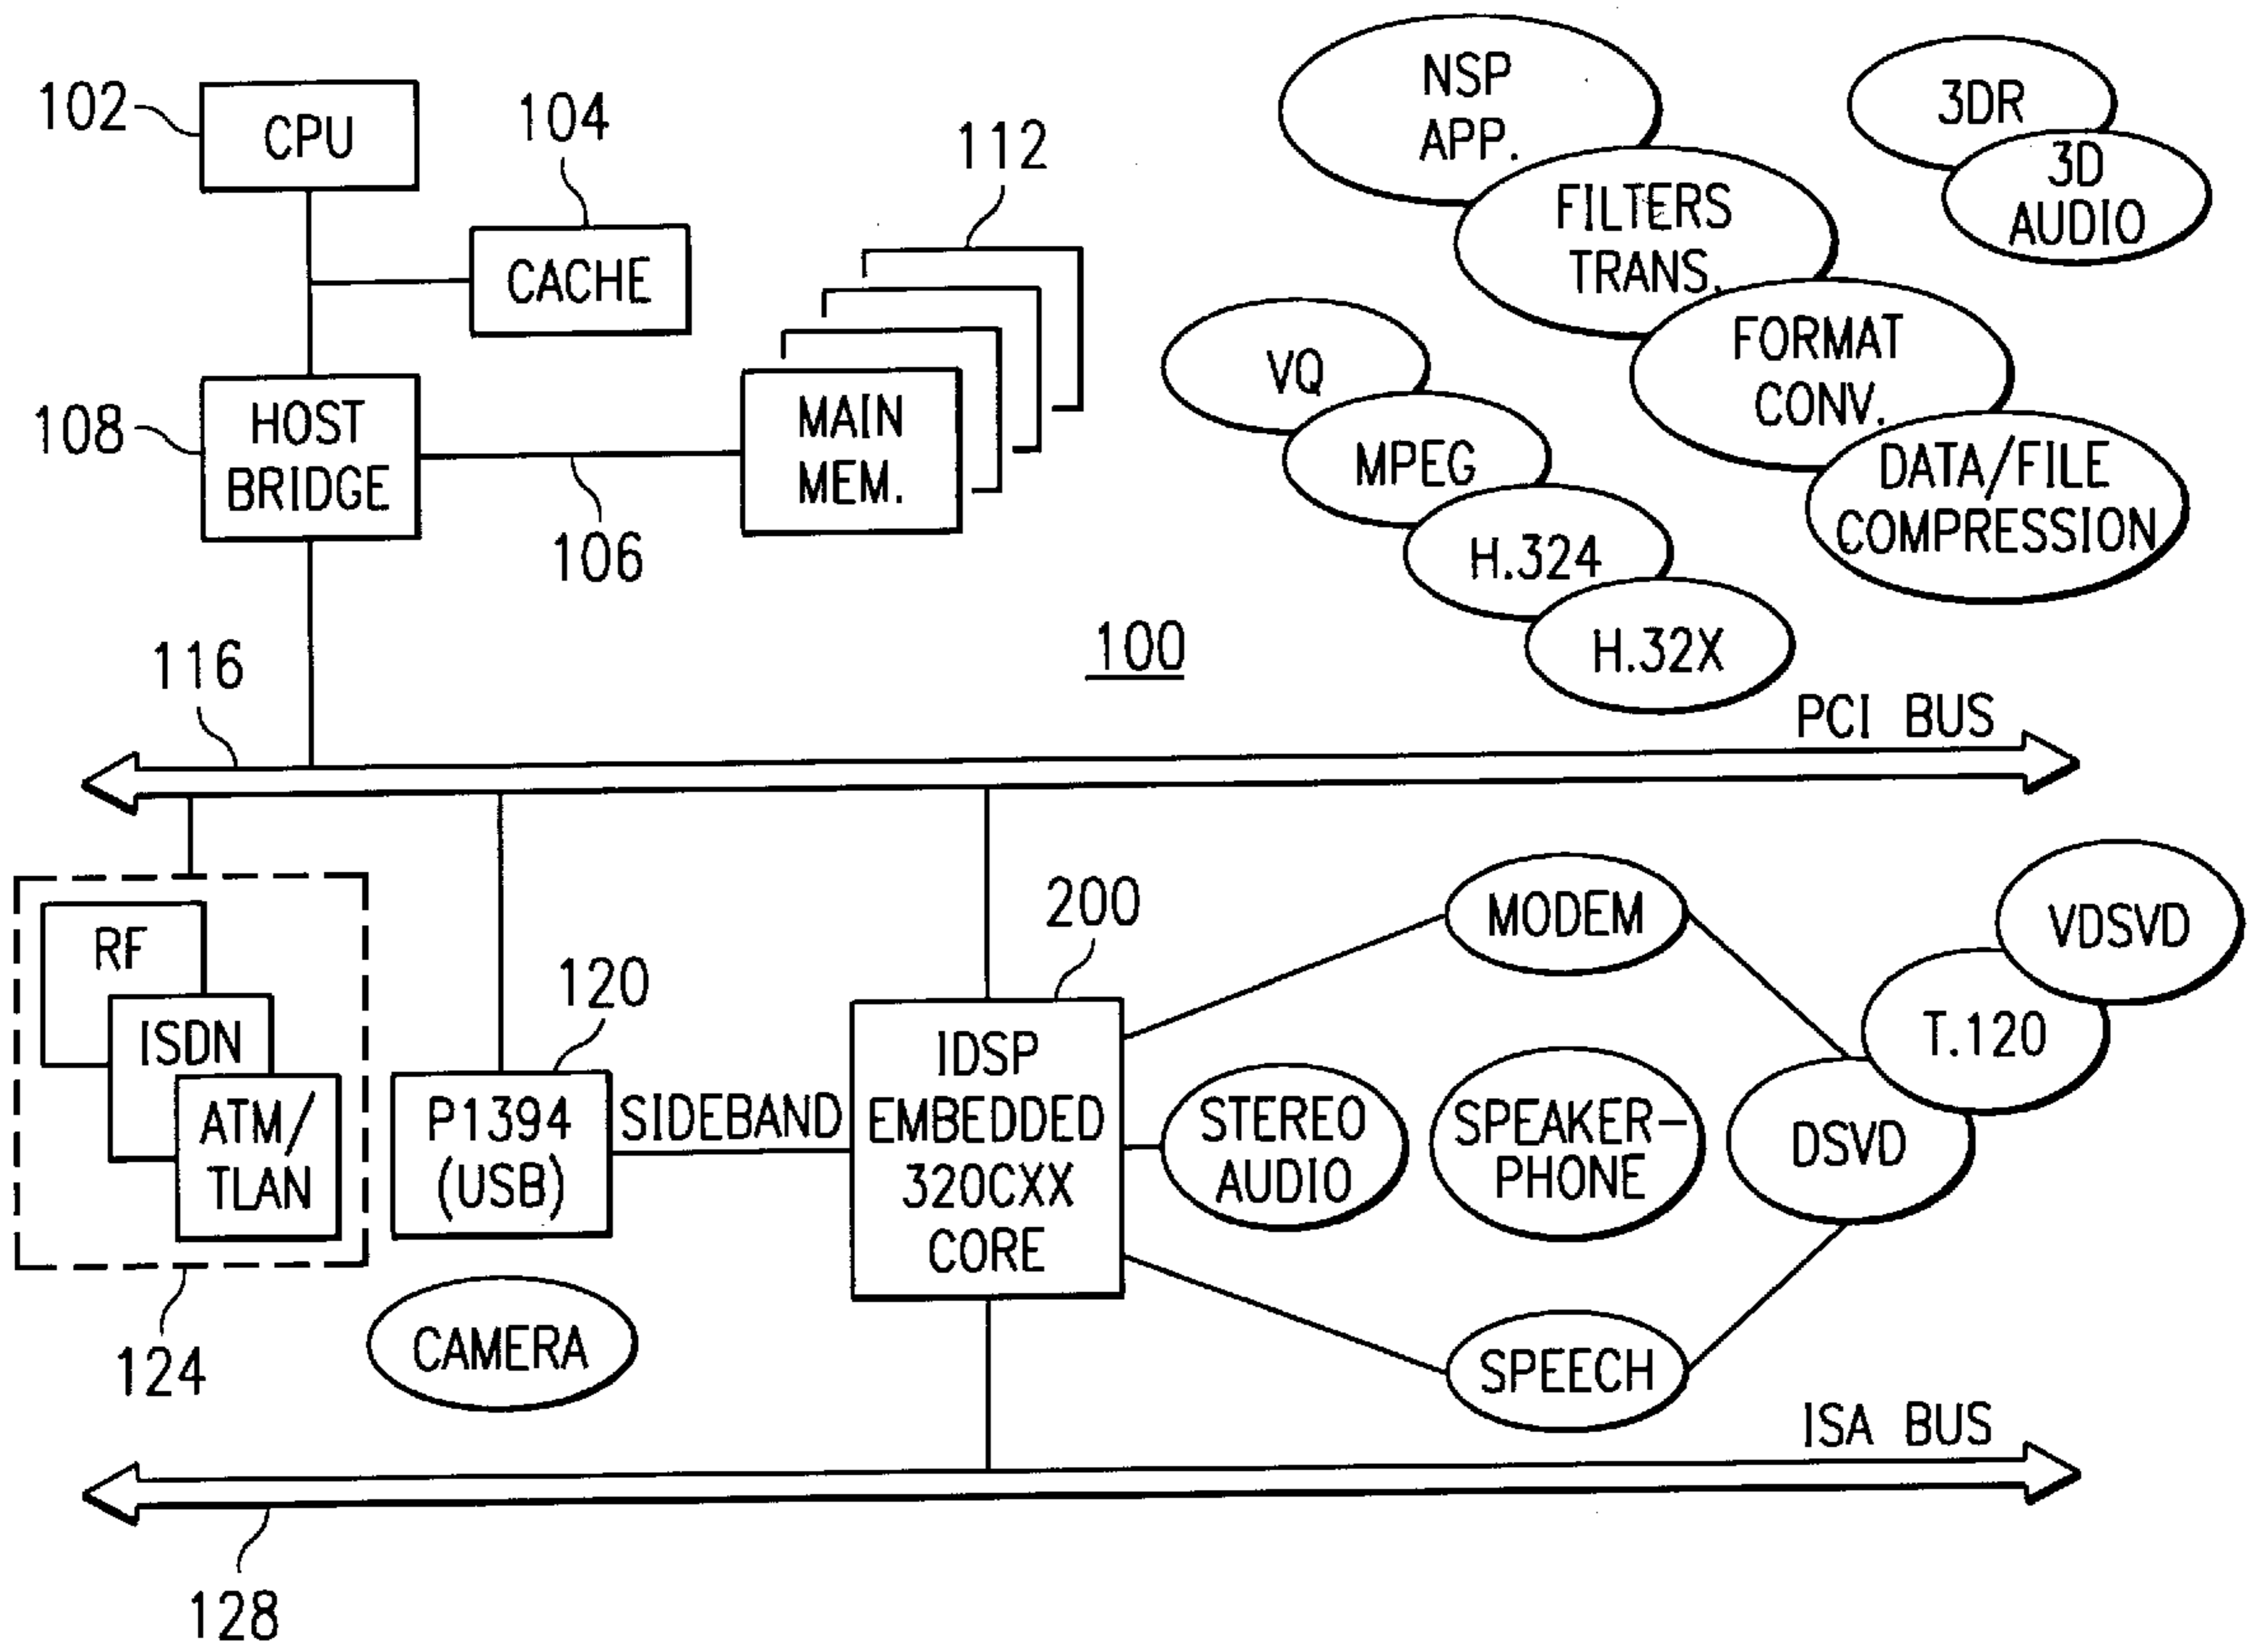 102
CPU
104
CACHE
112
108
HOST
BRIDGE
MAIN
MEM.
106
NSP
APP.
FILTERS
TRANS.
FORMAT
CONV.
DATA/FILE
COMPRESSION
3DR
3D
AUDIO
VQ
MPEG
H.324
H.32X
100
116
PCI BUS
RF
ISDN
ATM/
TLAN
124
120
P1394
(USB)
SIDEBAND
CAMERA
200
IDSP
EMBEDDED
320CXX
CORE
MODEM
STEREO
AUDIO
SPEAKER-
PHONE
SPEECH
DSVD
T.120
VDSVD
ISA BUS
128